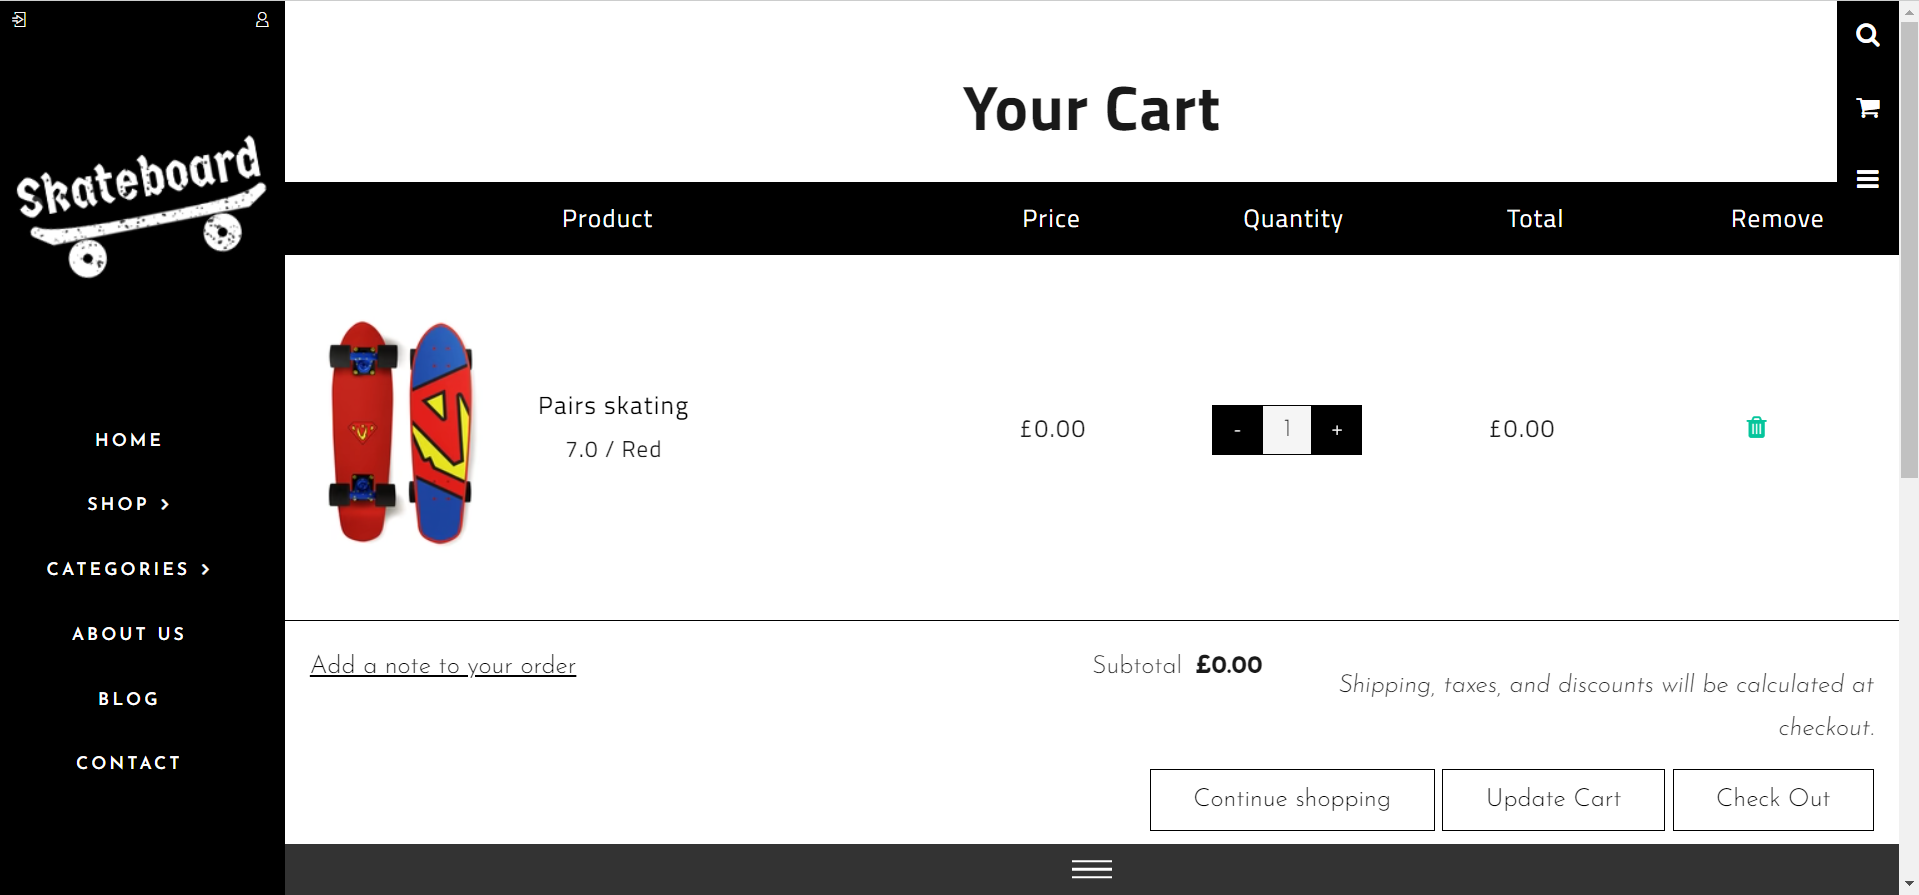 Skateboard
HOME
SHOP
CATEGORIES
ABOUT US
BLOG
CONTACT
Your Cart
Product Price Quantity Total Remove
Pairs skating
7.0 / Red
£0.00 - 1 + £0.00
Add a note to your order
Subtotal £0.00
Shipping, taxes, and discounts will be calculated at
checkout.
Continue shopping Update Cart Check Out